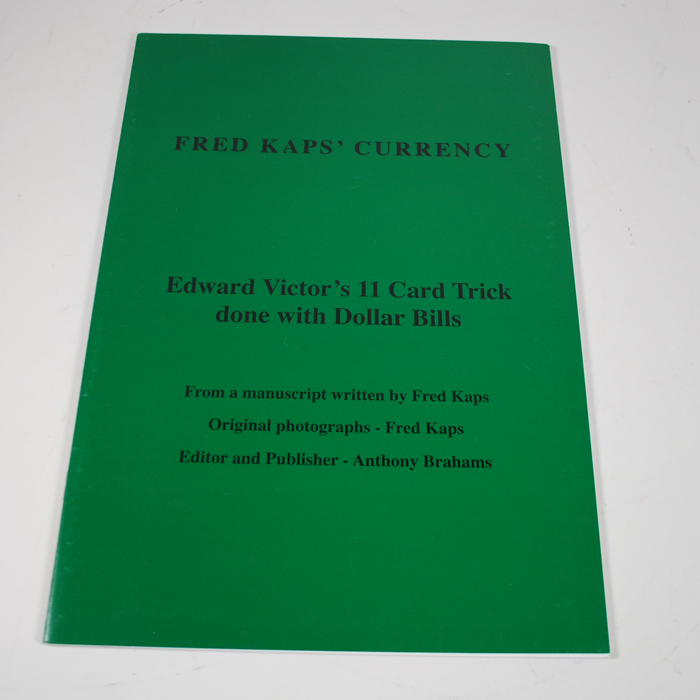 FRED KAPS' CURRENCY
Edward Victor's 11 Card Trick
done with Dollar Bills
From a manuscript written by Fred Kaps
Original photographs - Fred Kaps
Editor and Publisher - Anthony Brahams